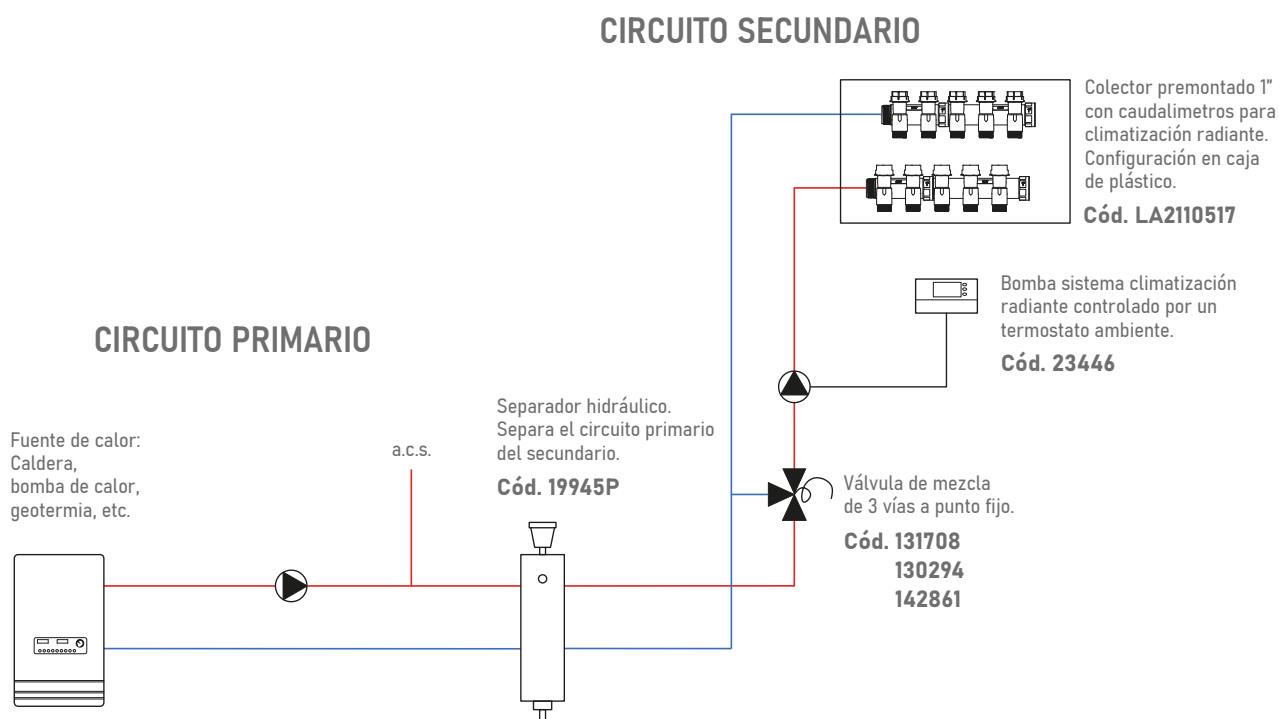 CIRCUITO SECUNDARIO
Colector premontado 1”
con caudalimetros para
climatización radiante.
Configuración en caja
de plástico.
Cód. LA2110517
Bomba sistema climatización
radiante controlado por un
termostato ambiente.
Cód. 23446
CIRCUITO PRIMARIO
Fuente de calor:
Caldera,
bomba de calor,
geotermia, etc.
a.c.s.
Separador hidráulico.
Separa el circuito primario
del secundario.
Cód. 19945P
Válvula de mezcla
de 3 vías a punto fijo.
Cód. 131708
130294
142861